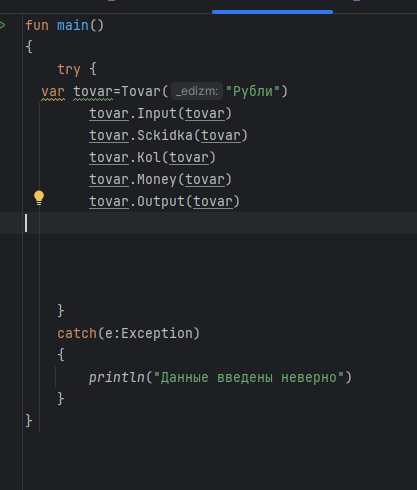 fun main()
{
try {
var tovar=Tovar( _edizm: "Рубли")
tovar.Input(tovar)
tovar.Sckidka(tovar)
tovar.Kol(tovar)
tovar.Money(tovar)
tovar.Output(tovar)
}
catch(e:Exception)
{
println("Данные введены неверно")
}
}